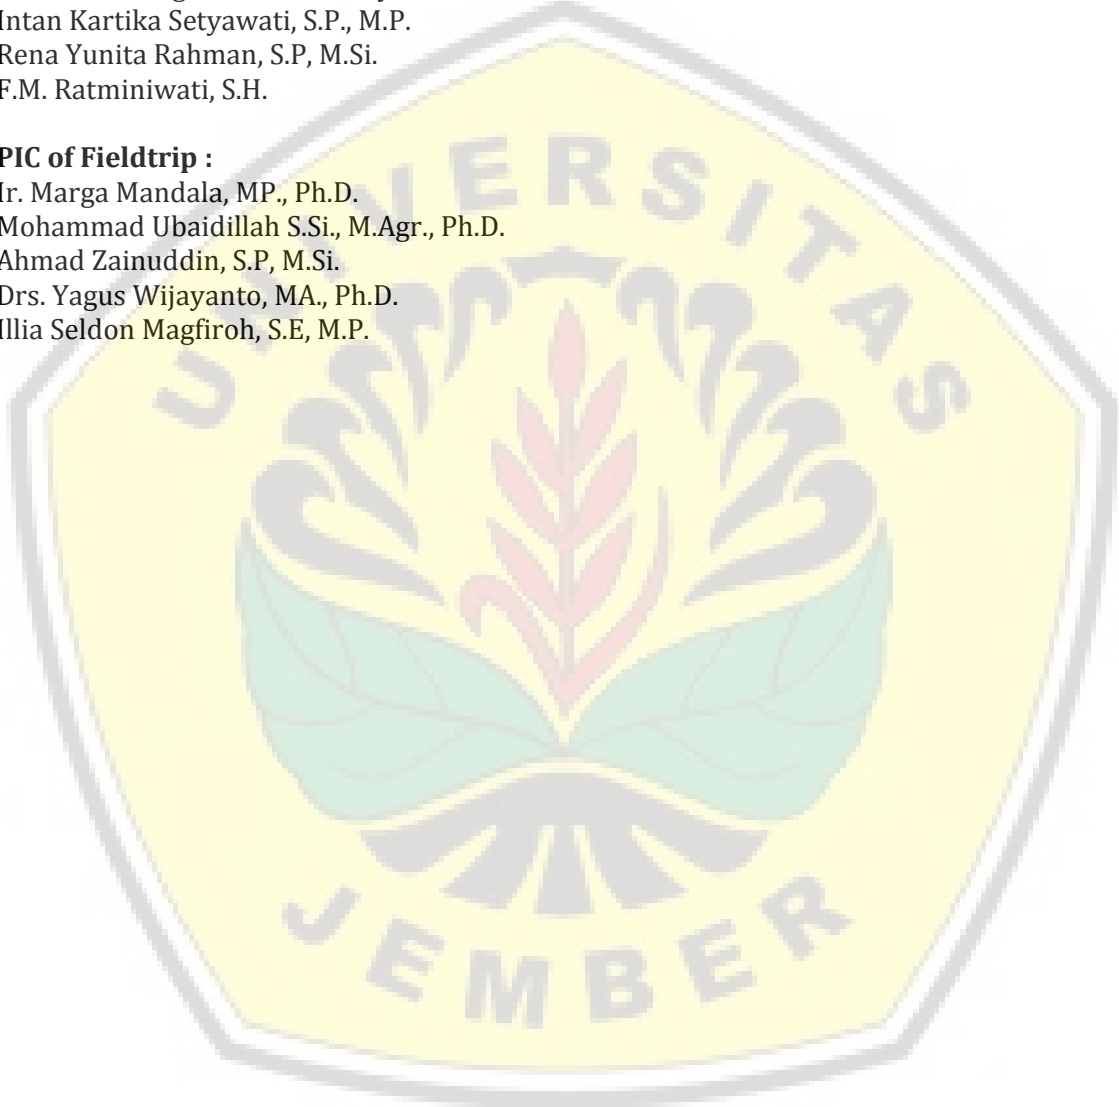 Intan Kartika Setyawati, S.P., M.P.
Rena Yunita Rahman, S.P, M.Si.
F.M. Ratminiwati, S.H.
PIC of Fieldtrip :
Ir. Marga Mandala, MP., Ph.D.
Mohammad Ubaidillah S.Si., M.Agr., Ph.D.
Ahmad Zainuddin, S.P, M.Si.
Drs. Yagus Wijayanto, MA., Ph.D.
Illia Seldon Magfiroh, S.E, M.P.
UNIVERSITAS
JEMBER